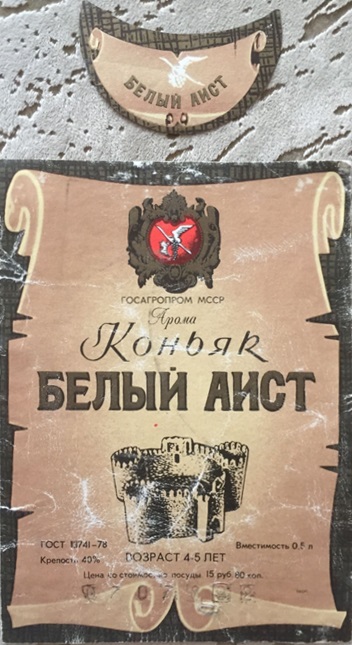 БЕЛЫЙ АИСТ
ГОСАГРОПРОМ МССР
Арома
Коньяк
БЕЛЫЙ АИСТ
ГОСТ 13741-78
Вместимость 0,5 л
Крепость 40%
ВОЗРАСТ 4-5 ЛЕТ
Цена со стоимостью посуды 15 руб. 80 коп.